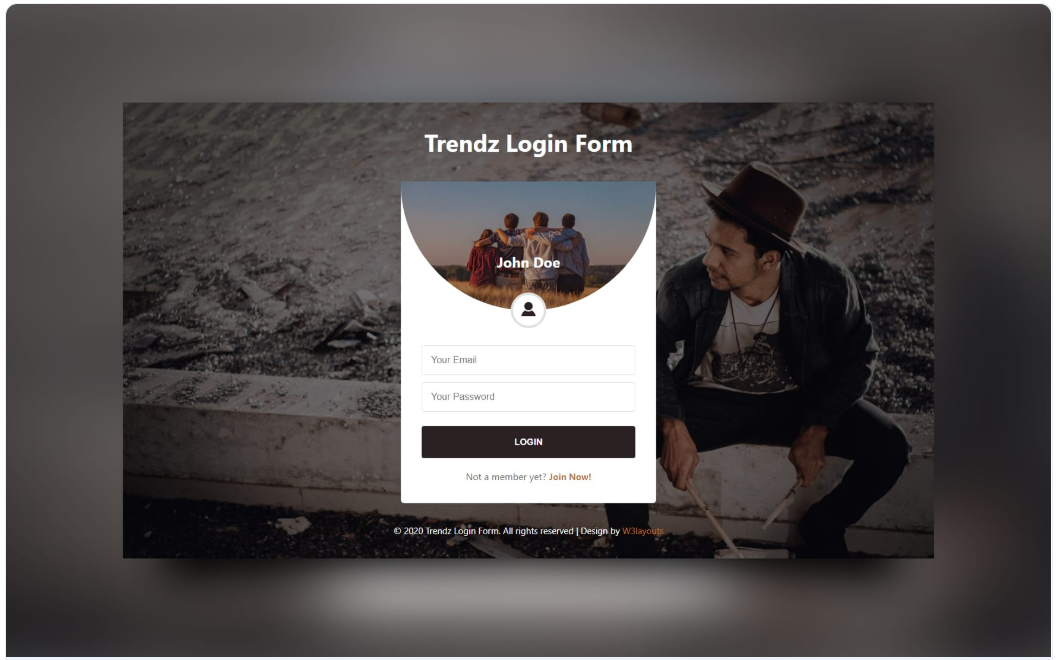 Trendz Login Form
John Doe
Your Email
Your Password
LOGIN
Not a member yet? Join Now!
© 2020 Trendz Login Form. All rights reserved | Design by W3layouts